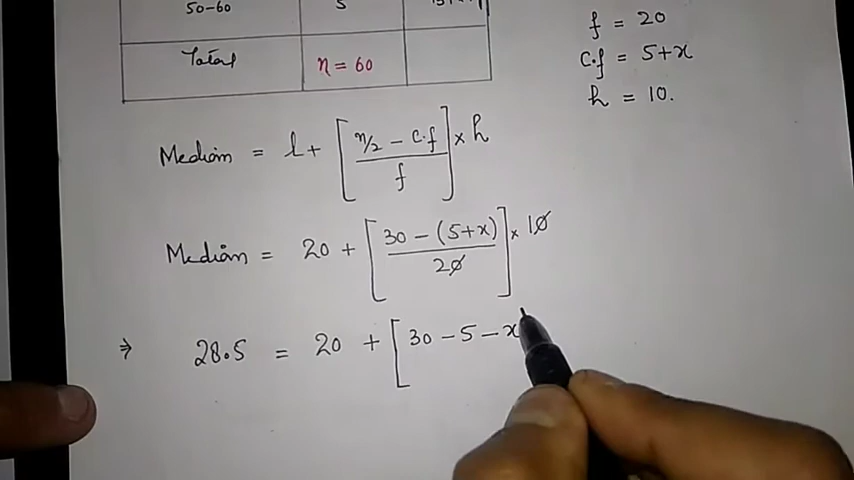 50-60 5
Total n = 60
f = 20
c.f = 5+x
h = 10.
Median = l + [n/2 - c.f / f] × h
Median = 20 + [30 - (5+x) / 20] × 10
⇒ 28.5 = 20 + [30 - 5 - x